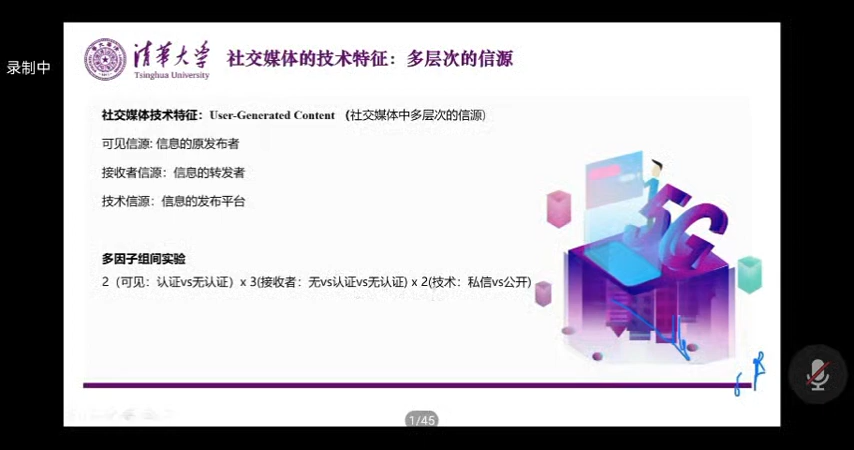 录制中
清华大学
Tsinghua University
社交媒体的技术特征：多层次的信源
社交媒体技术特征：User-Generated Content （社交媒体中多层次的信源)
可见信源: 信息的原发布者
接收者信源：信息的转发者
技术信源：信息的发布平台
5G
多因子组间实验
2（可见：认证vs无认证）x 3(接收者：无vs认证vs无认证) x 2(技术：私信vs公开)
1/45